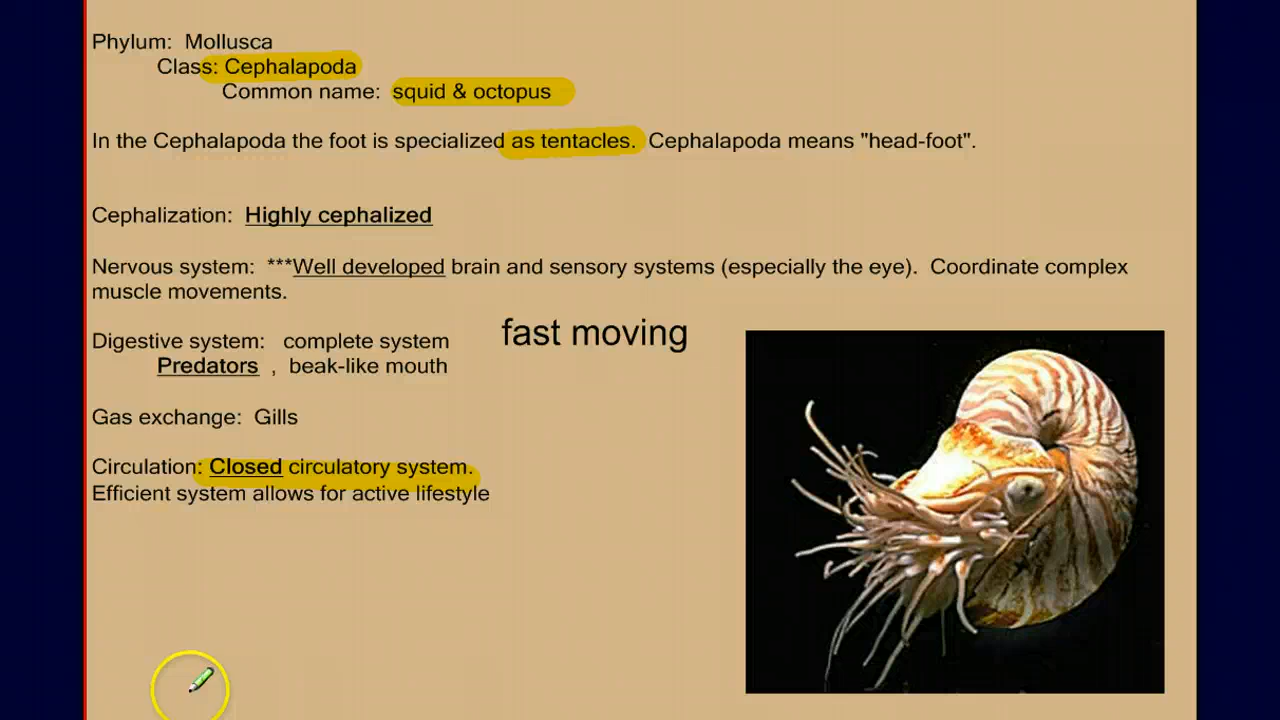 Phylum: Mollusca
Class: Cephalapoda
Common name: squid & octopus
In the Cephalapoda the foot is specialized as tentacles. Cephalapoda means "head-foot".
Cephalization: Highly cephalized
Nervous system: ***Well developed brain and sensory systems (especially the eye). Coordinate complex
muscle movements.
Digestive system: complete system
fast moving
Predators , beak-like mouth
Gas exchange: Gills
Circulation: Closed circulatory system.
Efficient system allows for active lifestyle